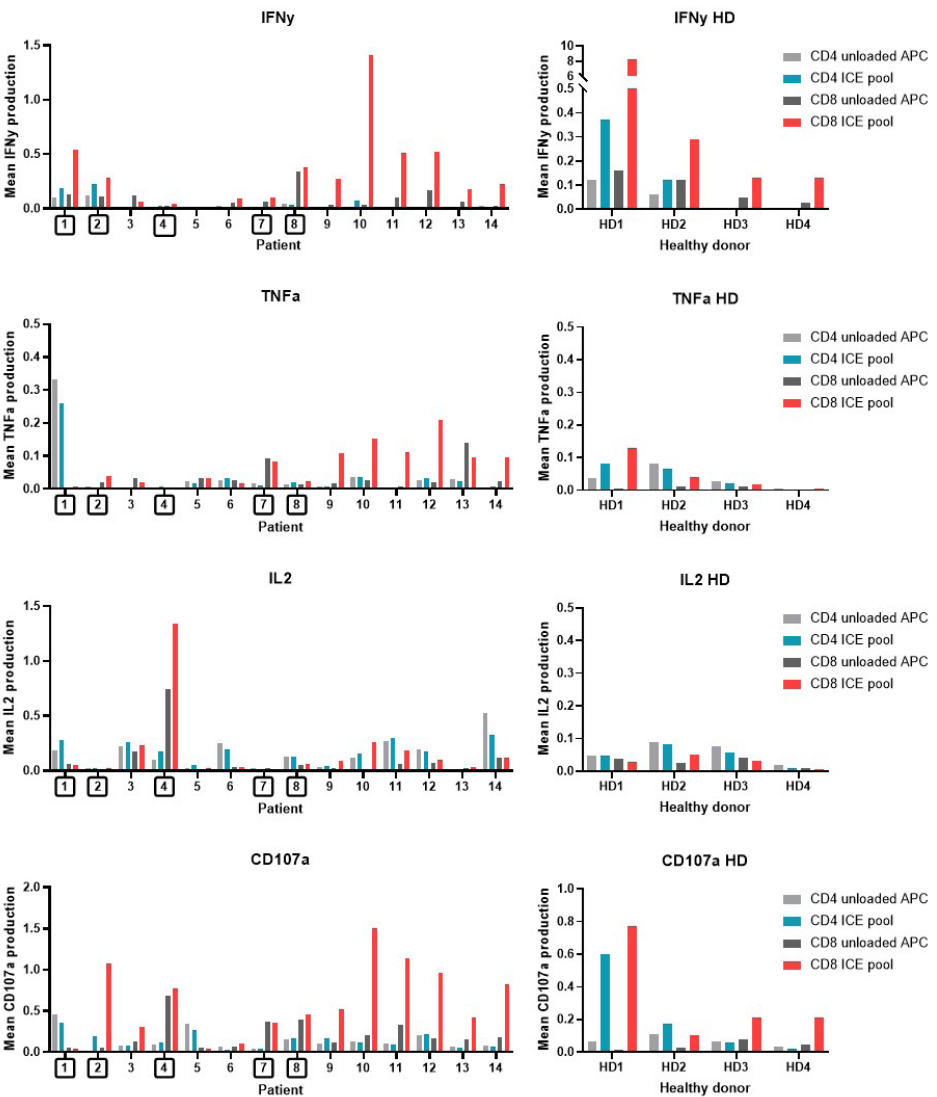 IFNy
Mean IFNy production
1.5
1.0
0.5
0.0
1 2 3 4 5 6 7 8 9 10 11 12 13 14
Patient
IFNy HD
Mean IFNy production
10
8
6
0.5
0.4
0.3
0.2
0.1
0.0
HD1 HD2 HD3 HD4
Healthy donor
CD4 unloaded APC
CD4 ICE pool
CD8 unloaded APC
CD8 ICE pool
TNFa
Mean TNFa production
0.5
0.4
0.3
0.2
0.1
0.0
1 2 3 4 5 6 7 8 9 10 11 12 13 14
Patient
TNFa HD
Mean TNFa production
0.5
0.4
0.3
0.2
0.1
0.0
HD1 HD2 HD3 HD4
Healthy donor
CD4 unloaded APC
CD4 ICE pool
CD8 unloaded APC
CD8 ICE pool
IL2
Mean IL2 production
1.5
1.0
0.5
0.0
1 2 3 4 5 6 7 8 9 10 11 12 13 14
Patient
IL2 HD
Mean IL2 production
0.5
0.4
0.3
0.2
0.1
0.0
HD1 HD2 HD3 HD4
Healthy donor
CD4 unloaded APC
CD4 ICE pool
CD8 unloaded APC
CD8 ICE pool
CD107a
Mean CD107a production
2.0
1.5
1.0
0.5
0.0
1 2 3 4 5 6 7 8 9 10 11 12 13 14
Patient
CD107a HD
Mean CD107a production
1.0
0.8
0.6
0.4
0.2
0.0
HD1 HD2 HD3 HD4
Healthy donor
CD4 unloaded APC
CD4 ICE pool
CD8 unloaded APC
CD8 ICE pool